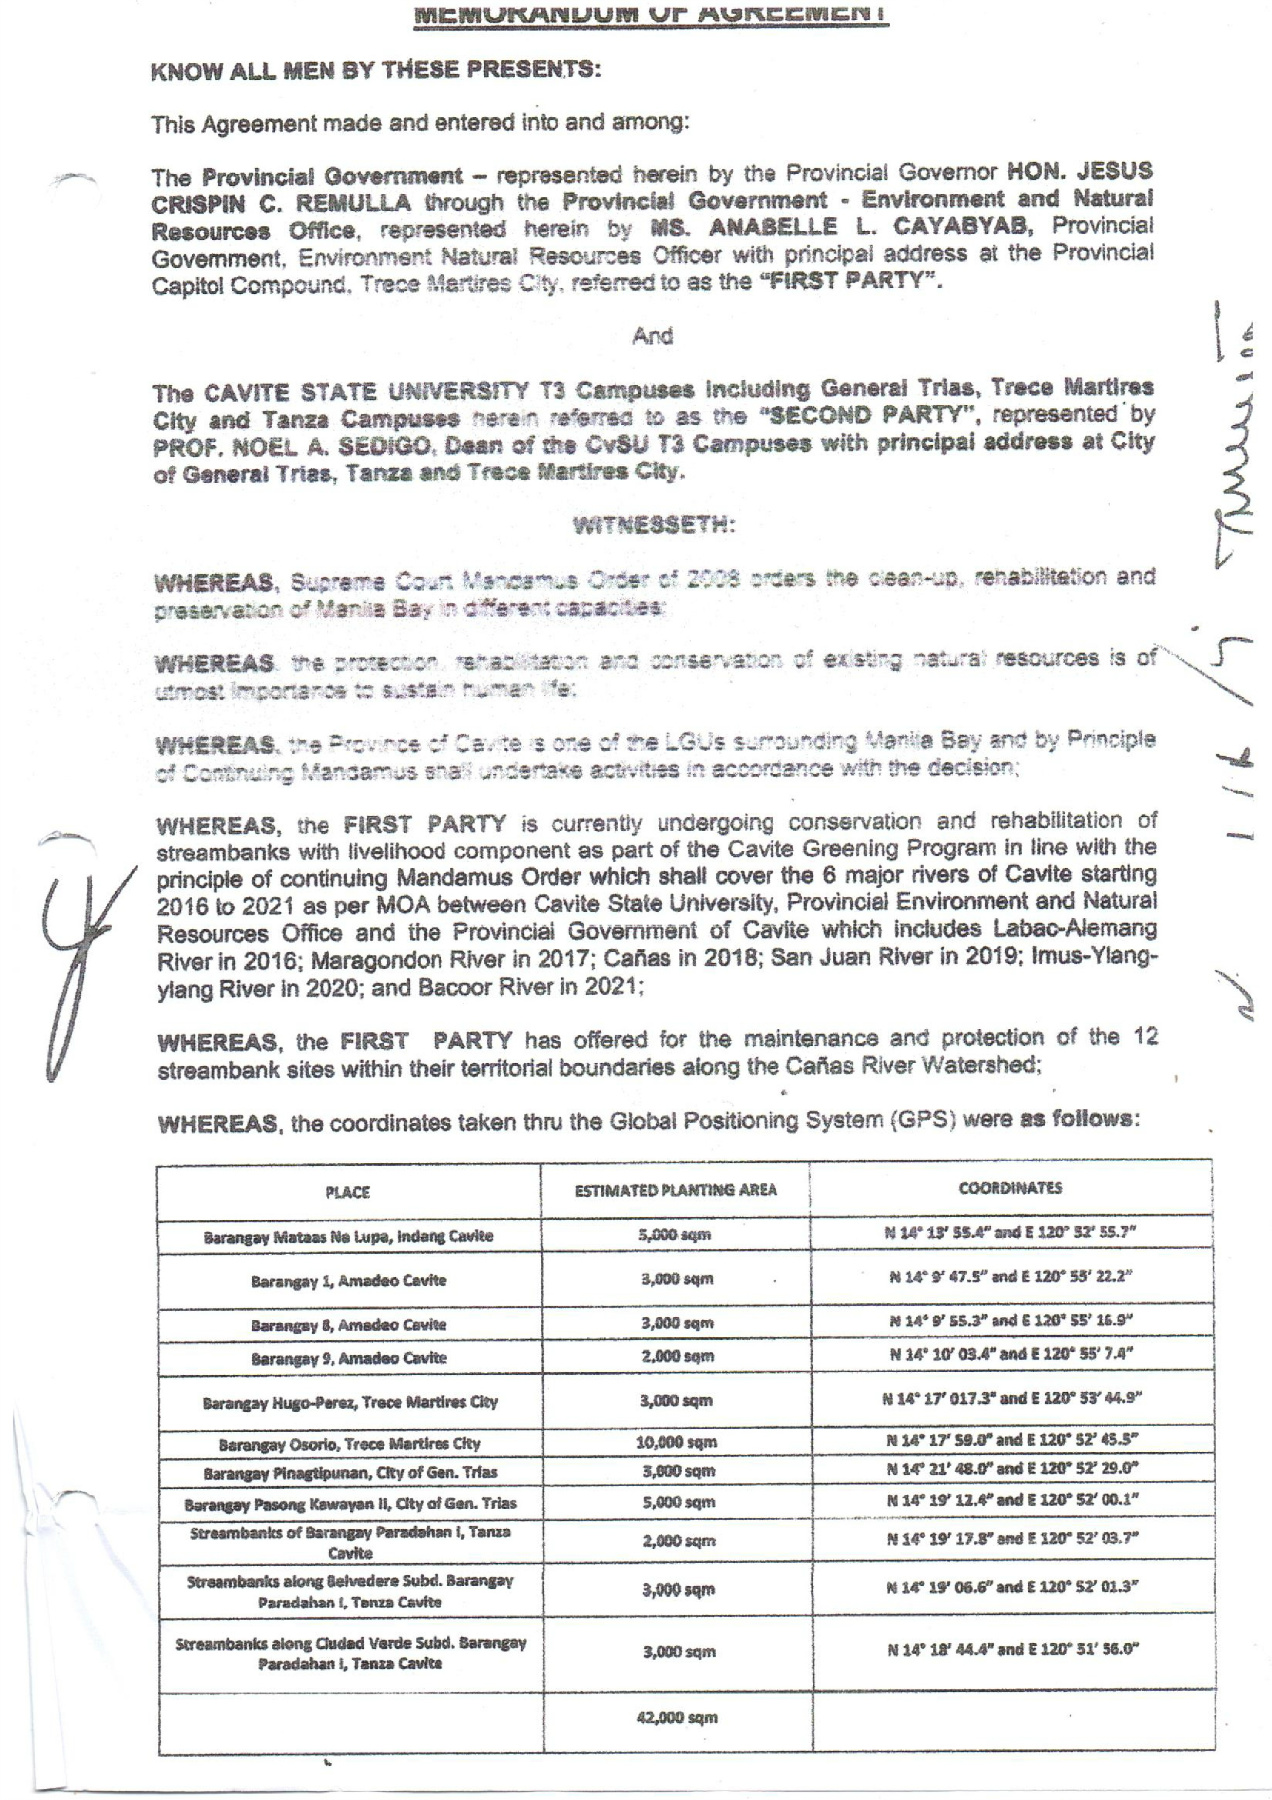 MEMORANDUM OF AGREEMENT
KNOW ALL MEN BY THESE PRESENTS:
This Agreement made and entered into and among:
The Provincial Government – represented herein by the Provincial Governor HON. JESUS
CRISPIN C. REMULLA through the Provincial Government - Environment and Natural
Resources Office, represented herein by MS. ANABELLE L. CAYABYAB, Provincial
Government, Environment Natural Resources Officer with principal address at the Provincial
Capitol Compound, Trece Martires City, referred to as the “FIRST PARTY”.
And
The CAVITE STATE UNIVERSITY T3 Campuses including General Trias, Trece Martires
City and Tanza Campuses herein referred to as the “SECOND PARTY”, represented by
PROF. NOEL A. SEDIGO, Dean of the CvSU T3 Campuses with principal address at City
of General Trias, Tanza and Trece Martires City.
WITNESSETH:
WHEREAS, Supreme Court Mandamus Order of 2008 orders the clean-up, rehabilitation and
preservation of Manila Bay in different capacities;
WHEREAS, the protection, rehabilitation and conservation of existing natural resources is of
utmost importance to sustain human life;
WHEREAS, the Province of Cavite is one of the LGUs surrounding Manila Bay and by Principle
of Continuing Mandamus shall undertake activities in accordance with the decision;
WHEREAS, the FIRST PARTY is currently undergoing conservation and rehabilitation of
streambanks with livelihood component as part of the Cavite Greening Program in line with the
principle of continuing Mandamus Order which shall cover the 6 major rivers of Cavite starting
2016 to 2021 as per MOA between Cavite State University, Provincial Environment and Natural
Resources Office and the Provincial Government of Cavite which includes Labac-Alemang
River in 2016; Maragondon River in 2017; Cañas in 2018; San Juan River in 2019; Imus-Ylang-
ylang River in 2020; and Bacoor River in 2021;
WHEREAS, the FIRST PARTY has offered for the maintenance and protection of the 12
streambank sites within their territorial boundaries along the Cañas River Watershed;
WHEREAS, the coordinates taken thru the Global Positioning System (GPS) were as follows:
PLACE ESTIMATED PLANTING AREA COORDINATES
Barangay Mataas Na Lupa, Indang Cavite 5,000 sqm N 14° 13’ 55.4” and E 120° 52’ 55.7”
Barangay 1, Amadeo Cavite 3,000 sqm N 14° 9’ 47.5” and E 120° 55’ 22.2”
Barangay 8, Amadeo Cavite 3,000 sqm N 14° 9’ 55.3” and E 120° 55’ 16.9”
Barangay 9, Amadeo Cavite 2,000 sqm N 14° 10’ 03.4” and E 120° 55’ 7.4”
Barangay Hugo-Perez, Trece Martires City 3,000 sqm N 14° 17’ 017.3” and E 120° 53’ 44.9”
Barangay Osorio, Trece Martires City 10,000 sqm N 14° 17’ 59.0” and E 120° 52’ 45.5”
Barangay Pinagtipunan, City of Gen. Trias 3,000 sqm N 14° 21’ 48.0” and E 120° 52’ 29.0”
Barangay Pasong Kawayan II, City of Gen. Trias 5,000 sqm N 14° 19’ 12.4” and E 120° 52’ 00.1”
Streambanks of Barangay Paradahan I, Tanza
Cavite 2,000 sqm N 14° 19’ 17.8” and E 120° 52’ 03.7”
Streambanks along Belvedere Subd. Barangay
Paradahan I, Tanza Cavite 3,000 sqm N 14° 19’ 06.6” and E 120° 52’ 01.3”
Streambanks along Ciudad Verde Subd. Barangay
Paradahan I, Tanza Cavite 3,000 sqm N 14° 18’ 44.4” and E 120° 51’ 56.0”
42,000 sqm